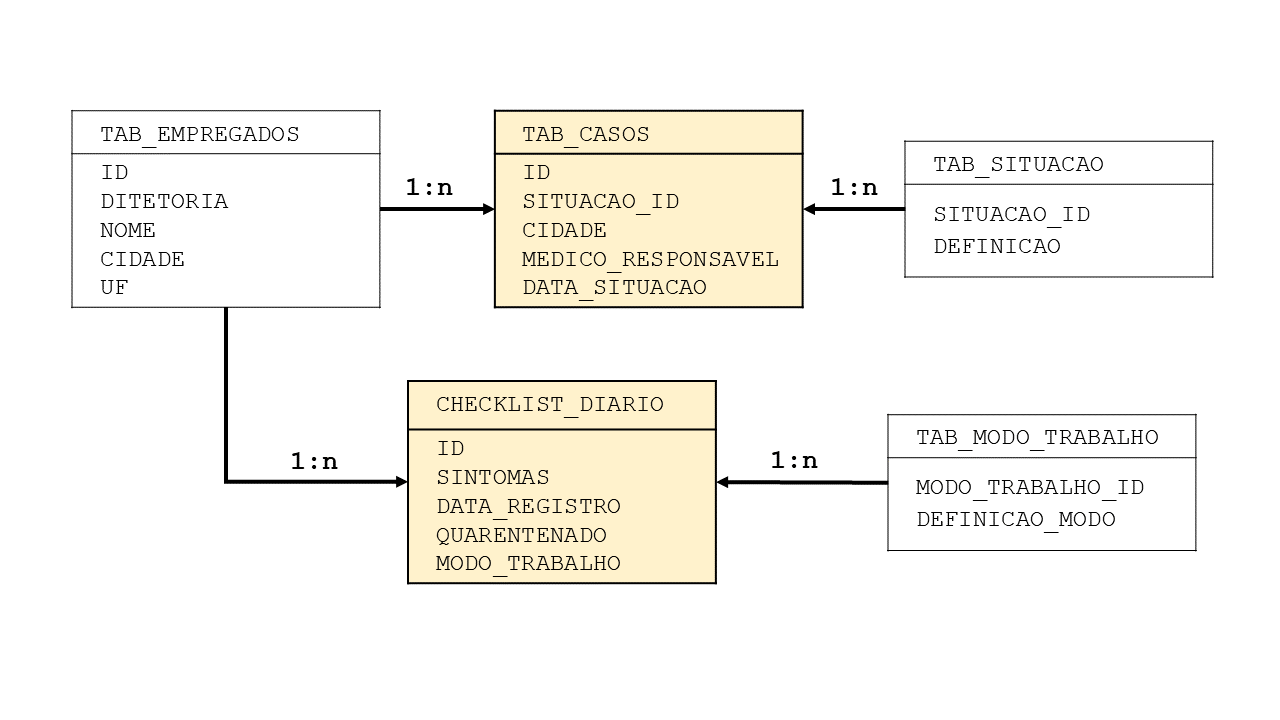 TAB_EMPREGADOS
ID
DITETORIA
NOME
CIDADE
UF
1:n
TAB_CASOS
ID
SITUACAO_ID
CIDADE
MEDICO_RESPONSAVEL
DATA_SITUACAO
1:n
TAB_SITUACAO
SITUACAO_ID
DEFINICAO
1:n
CHECKLIST_DIARIO
ID
SINTOMAS
DATA_REGISTRO
QUARENTENADO
MODO_TRABALHO
1:n
TAB_MODO_TRABALHO
MODO_TRABALHO_ID
DEFINICAO_MODO